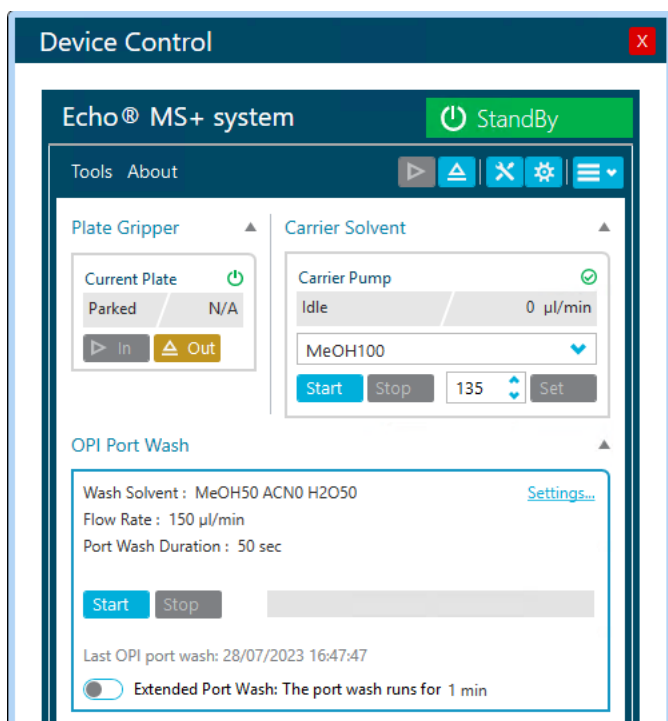 Device Control
X
Echo® MS+ system
StandBy
Tools About
Plate Gripper
Current Plate
Parked N/A
In Out
Carrier Solvent
Carrier Pump
Idle 0 µl/min
MeOH100
Start Stop 135 Set
OPI Port Wash
Wash Solvent : MeOH50 ACN0 H2O50 Settings...
Flow Rate : 150 µl/min
Port Wash Duration : 50 sec
Start Stop
Last OPI port wash: 28/07/2023 16:47:47
Extended Port Wash: The port wash runs for 1 min